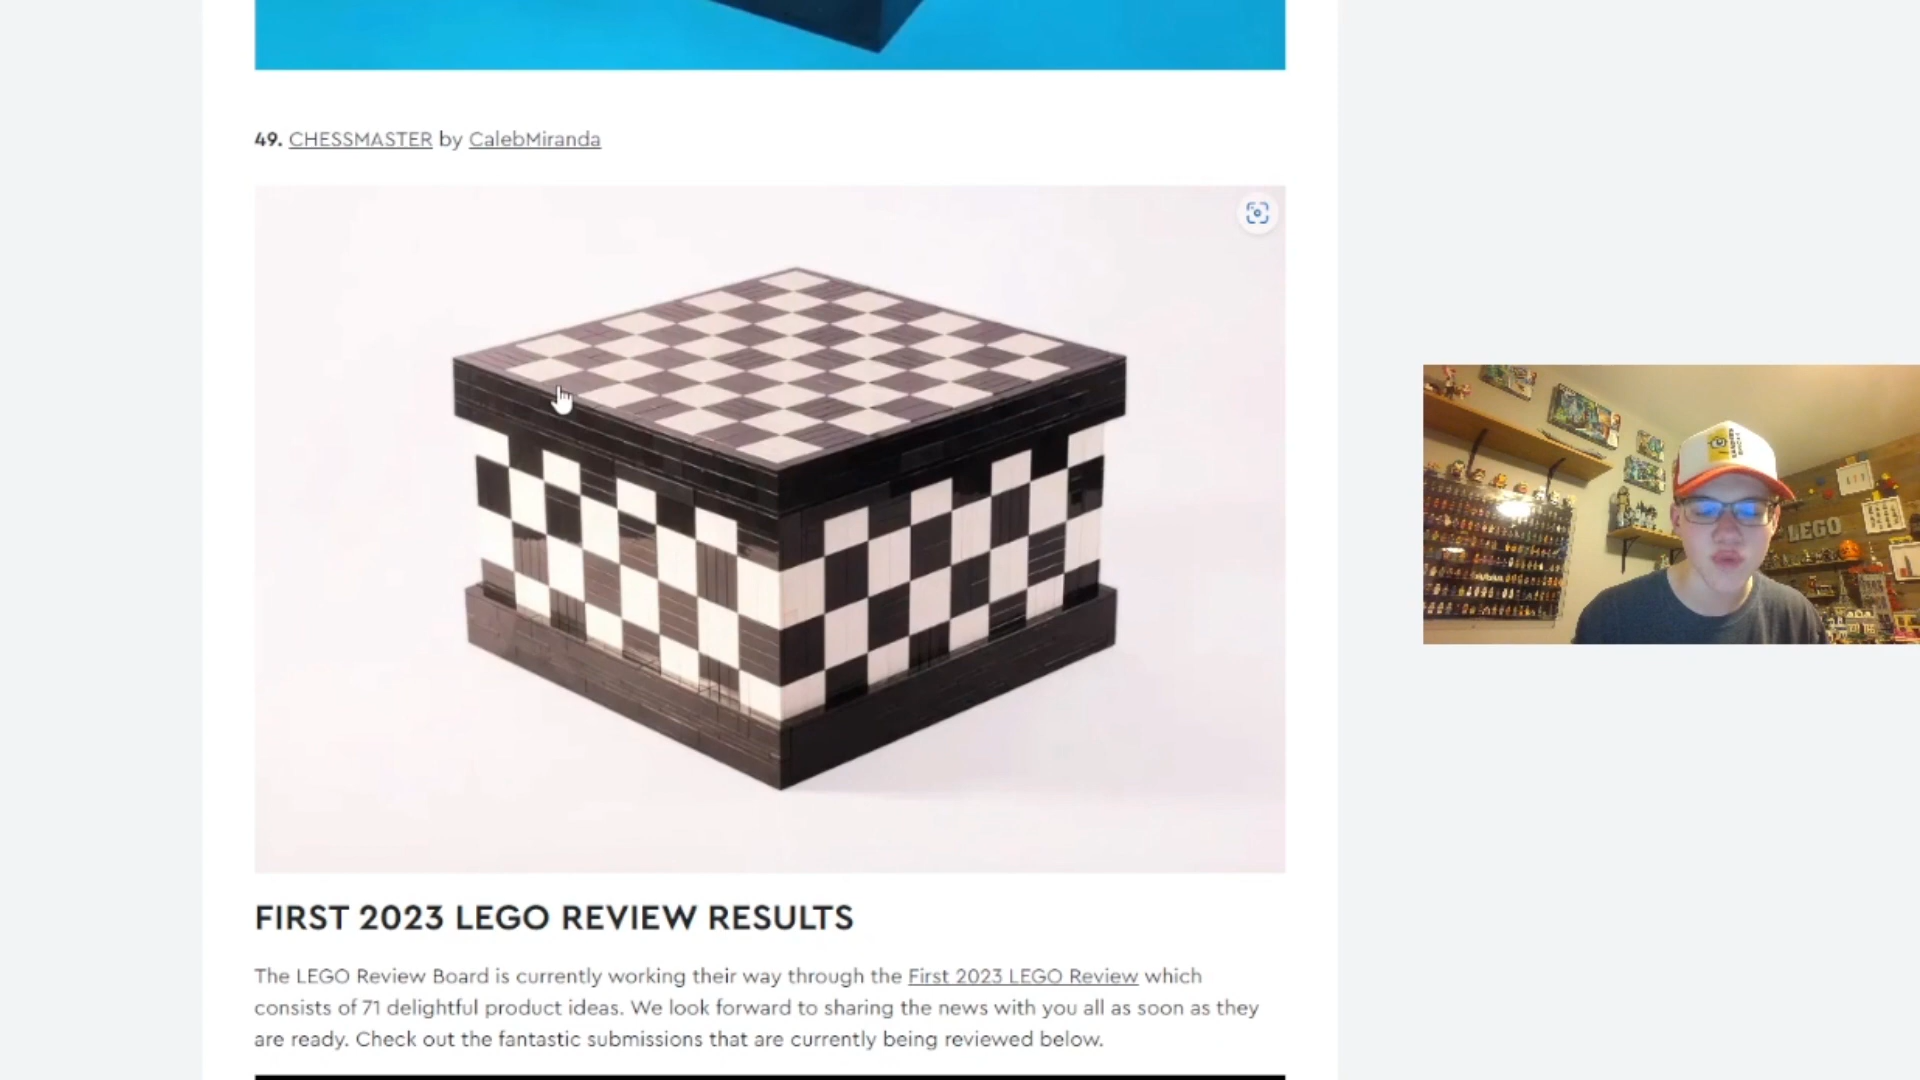 49. CHESSMASTER by CalebMiranda
LEGO
FIRST 2023 LEGO REVIEW RESULTS
The LEGO Review Board is currently working their way through the First 2023 LEGO Review which
consists of 71 delightful product ideas. We look forward to sharing the news with you all as soon as they
are ready. Check out the fantastic submissions that are currently being reviewed below.